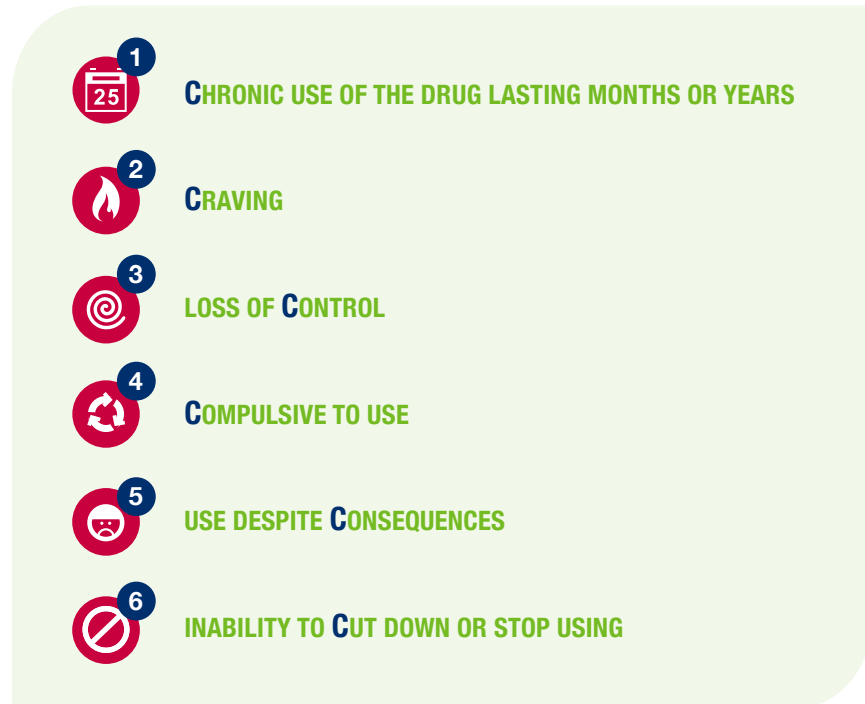 1
25
CHRONIC USE OF THE DRUG LASTING MONTHS OR YEARS
2
CRAVING
3
LOSS OF CONTROL
4
COMPULSIVE TO USE
5
USE DESPITE CONSEQUENCES
6
INABILITY TO CUT DOWN OR STOP USING